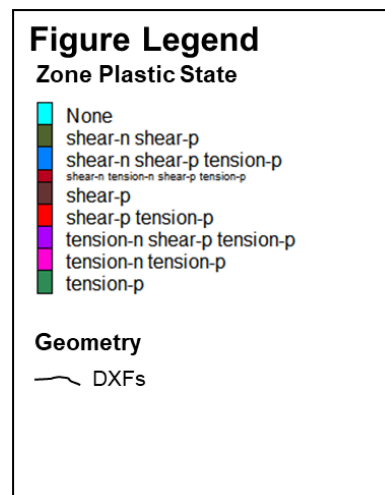 Figure Legend
Zone Plastic State
None
shear-n shear-p
shear-n shear-p tension-p
shear-n tension-n shear-p tension-p
shear-p
shear-p tension-p
tension-n shear-p tension-p
tension-n tension-p
tension-p
Geometry
DXFs